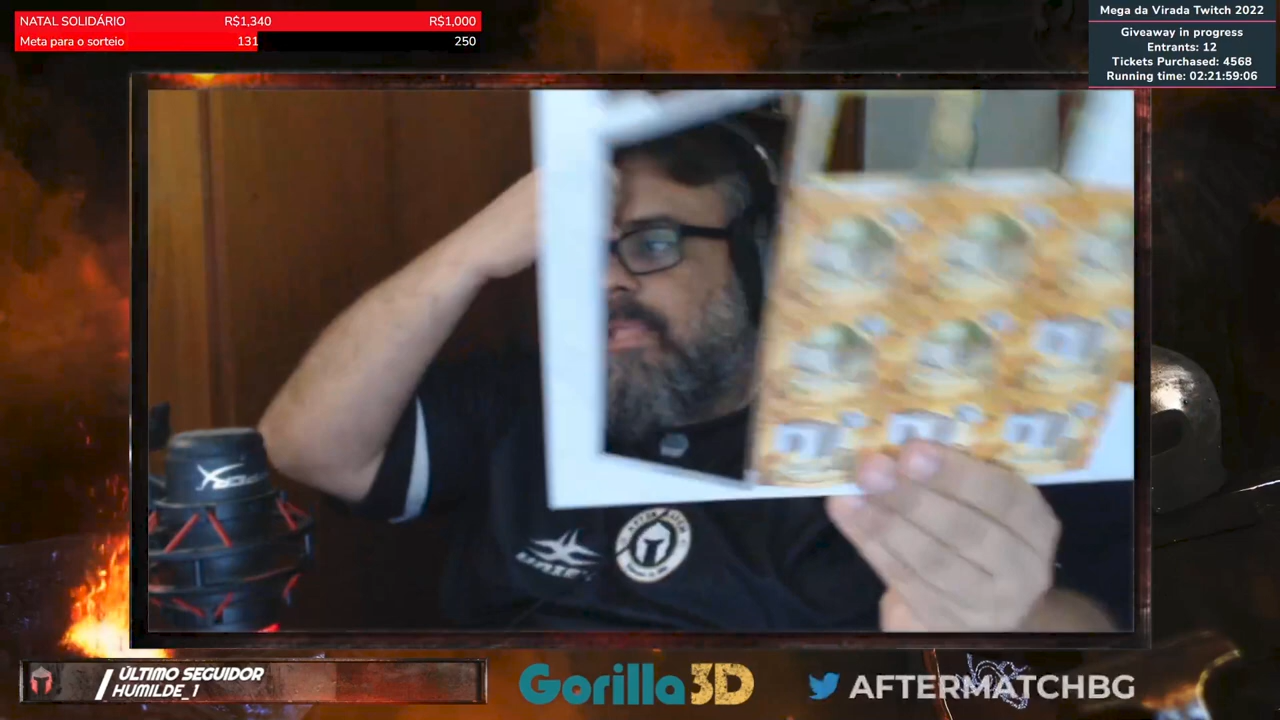 NATAL SOLIDÁRIO R$1,340 R$1,000
Meta para o sorteio 131 250
Mega da Virada Twitch 2022
Giveaway in progress
Entrants: 12
Tickets Purchased: 4568
Running time: 02:21:59:06
ÚLTIMO SEGUIDOR
HUMILDE_1
Gorilla3D
AFTERMATCHBG